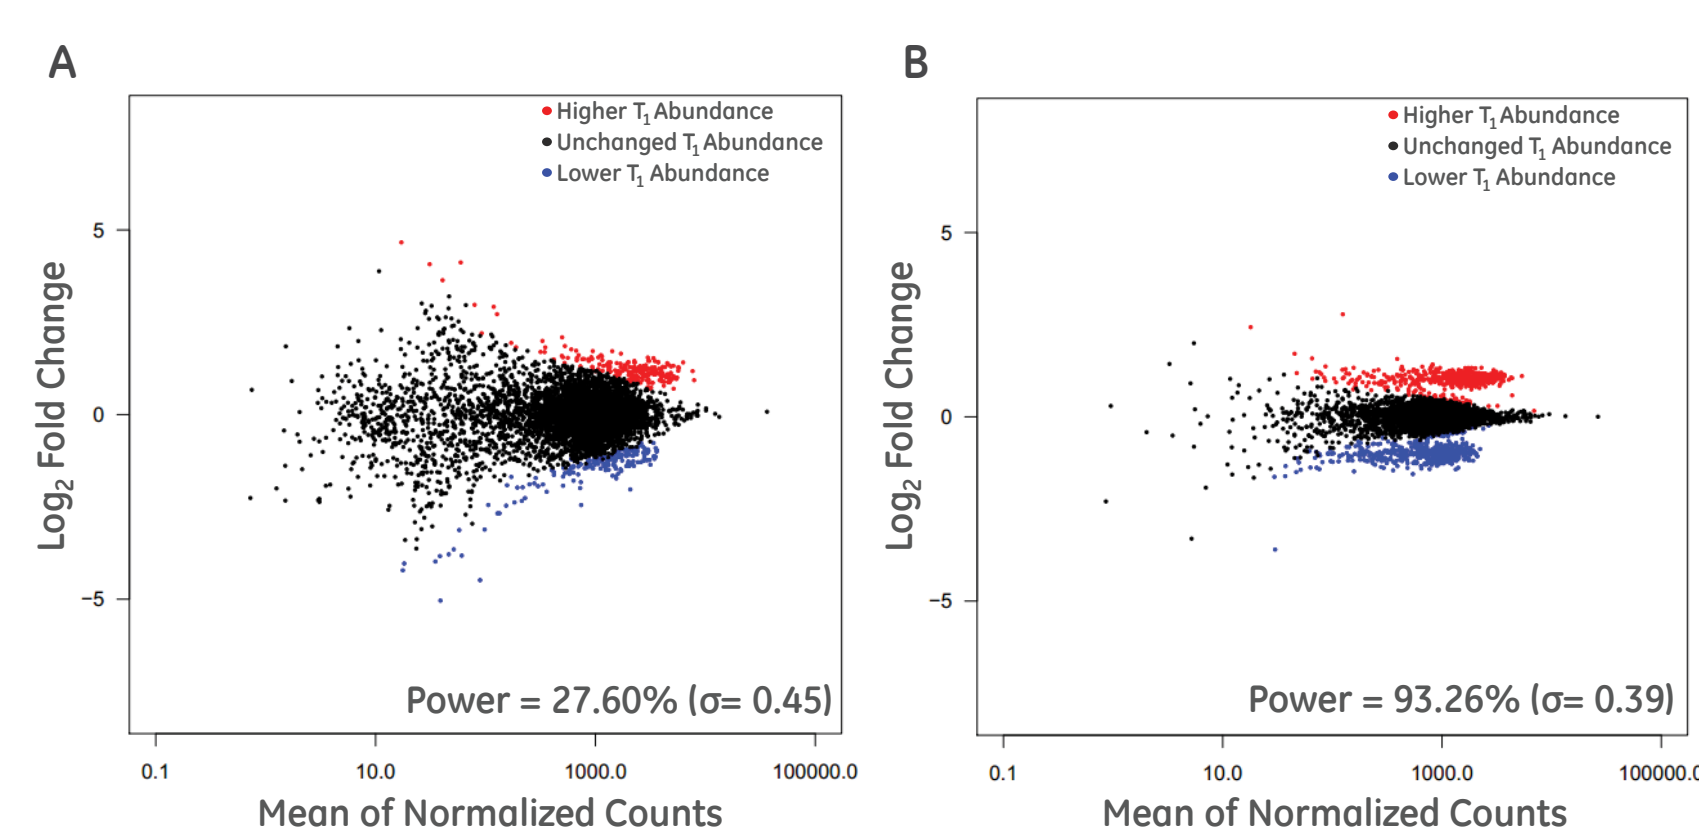 A
Higher T₁ Abundance
Unchanged T₁ Abundance
Lower T₁ Abundance
5
0
−5
Log₂ Fold Change
Power = 27.60% (σ= 0.45)
0.1 10.0 1000.0 100000.0
Mean of Normalized Counts
B
Higher T₁ Abundance
Unchanged T₁ Abundance
Lower T₁ Abundance
5
0
−5
Log₂ Fold Change
Power = 93.26% (σ= 0.39)
0.1 10.0 1000.0 100000.0
Mean of Normalized Counts